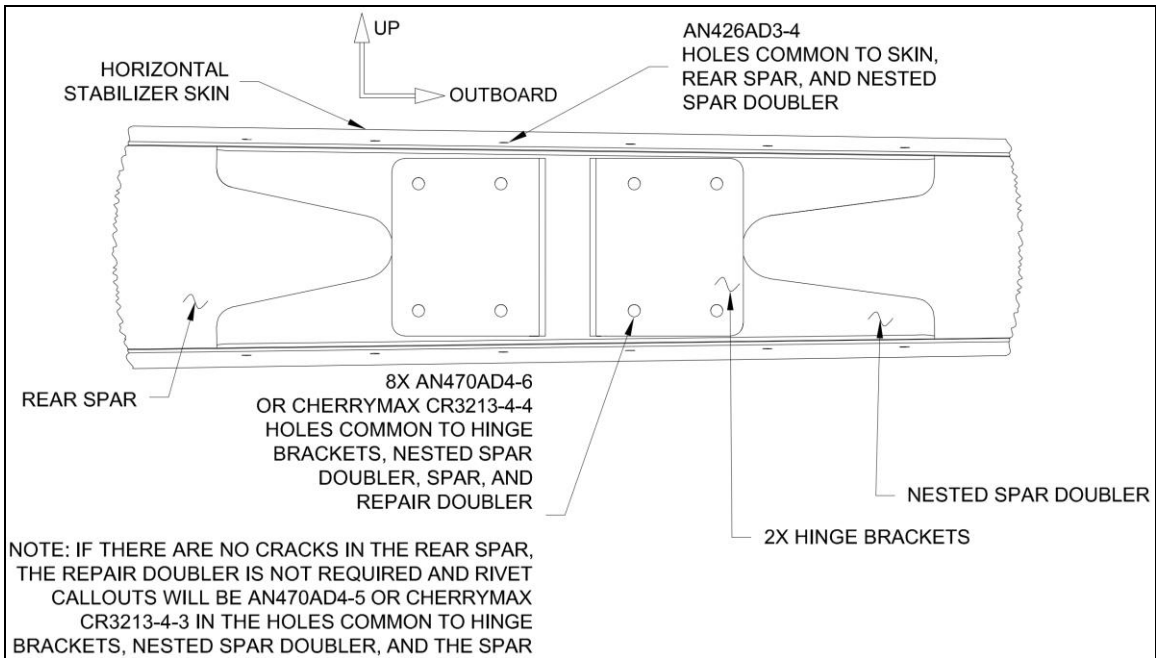 UP
AN426AD3-4
HOLES COMMON TO SKIN,
REAR SPAR, AND NESTED
SPAR DOUBLER
HORIZONTAL
STABILIZER SKIN
OUTBOARD
REAR SPAR
8X AN470AD4-6
OR CHERRYMAX CR3213-4-4
HOLES COMMON TO HINGE
BRACKETS, NESTED SPAR
DOUBLER, SPAR, AND
REPAIR DOUBLER
NESTED SPAR DOUBLER
2X HINGE BRACKETS
NOTE: IF THERE ARE NO CRACKS IN THE REAR SPAR,
THE REPAIR DOUBLER IS NOT REQUIRED AND RIVET
CALLOUTS WILL BE AN470AD4-5 OR CHERRYMAX
CR3213-4-3 IN THE HOLES COMMON TO HINGE
BRACKETS, NESTED SPAR DOUBLER, AND THE SPAR